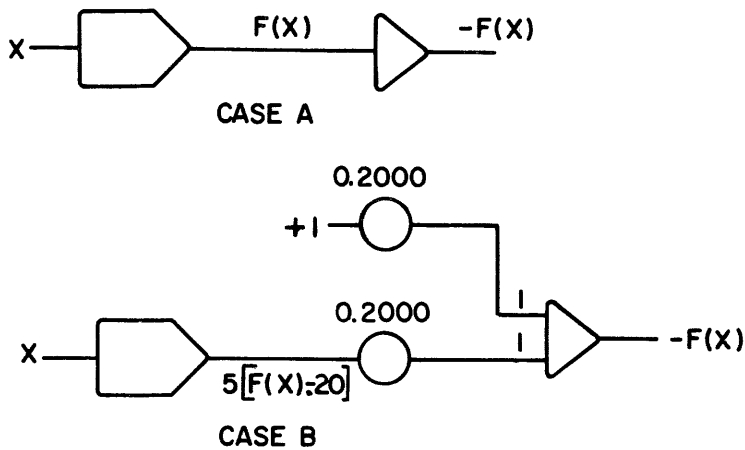 X F(X) -F(X)
CASE A
0.2000
+1
1
0.2000
1
X 5[F(X)-.20] -F(X)
CASE B